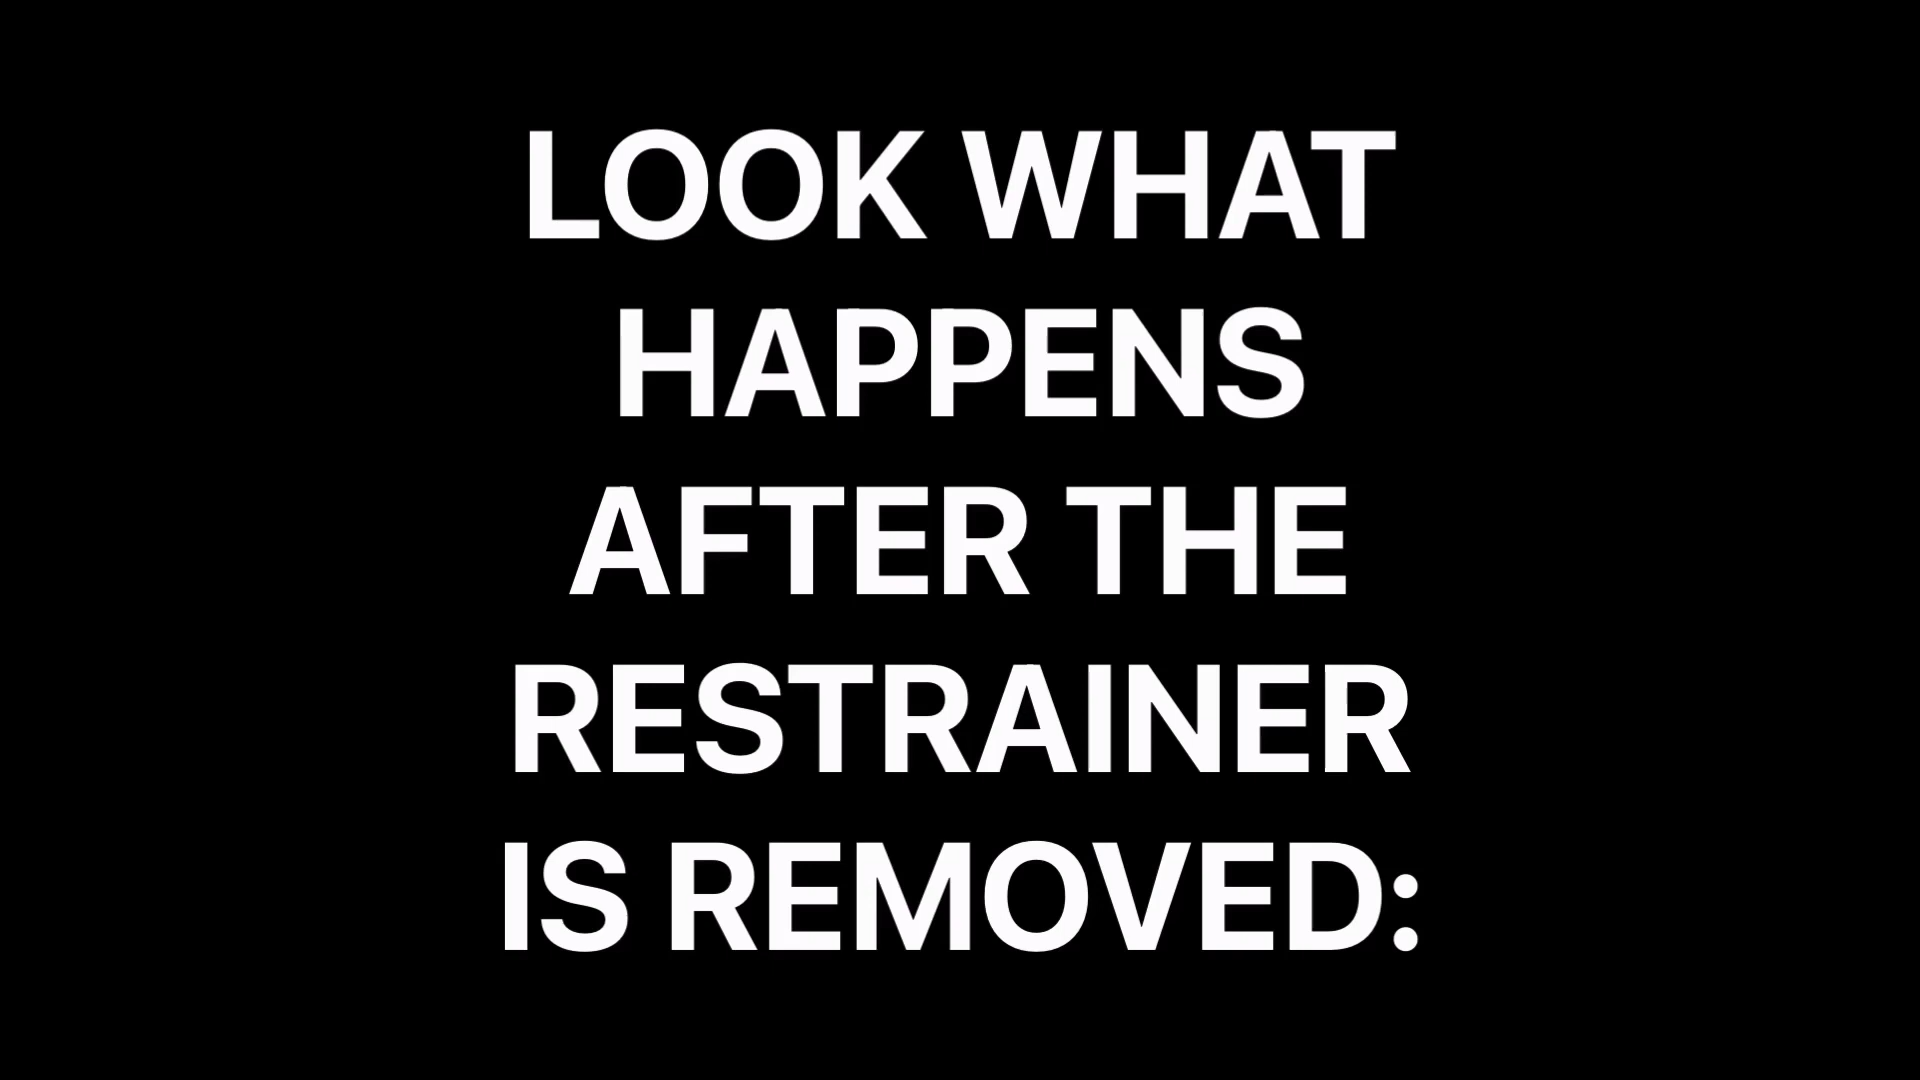 LOOK WHAT
HAPPENS
AFTER THE
RESTRAINER
IS REMOVED: